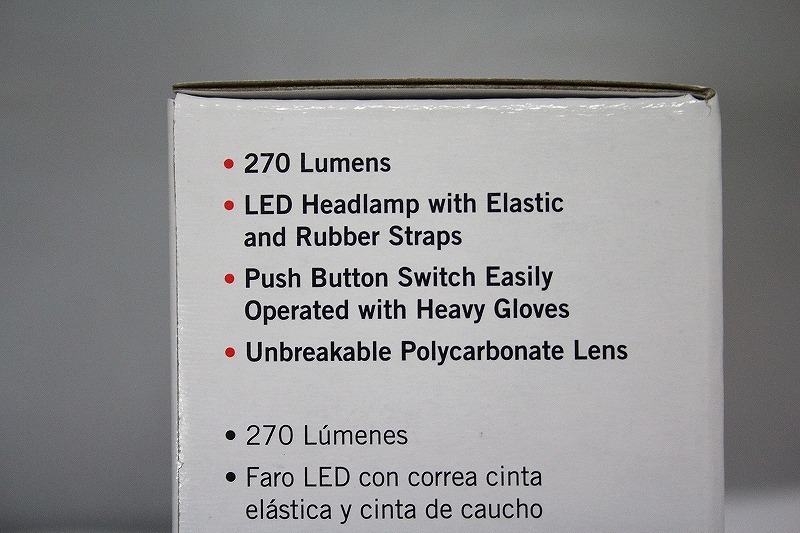 • 270 Lumens
• LED Headlamp with Elastic
and Rubber Straps
• Push Button Switch Easily
Operated with Heavy Gloves
• Unbreakable Polycarbonate Lens
• 270 Lúmenes
• Faro LED con correa cinta
elástica y cinta de caucho